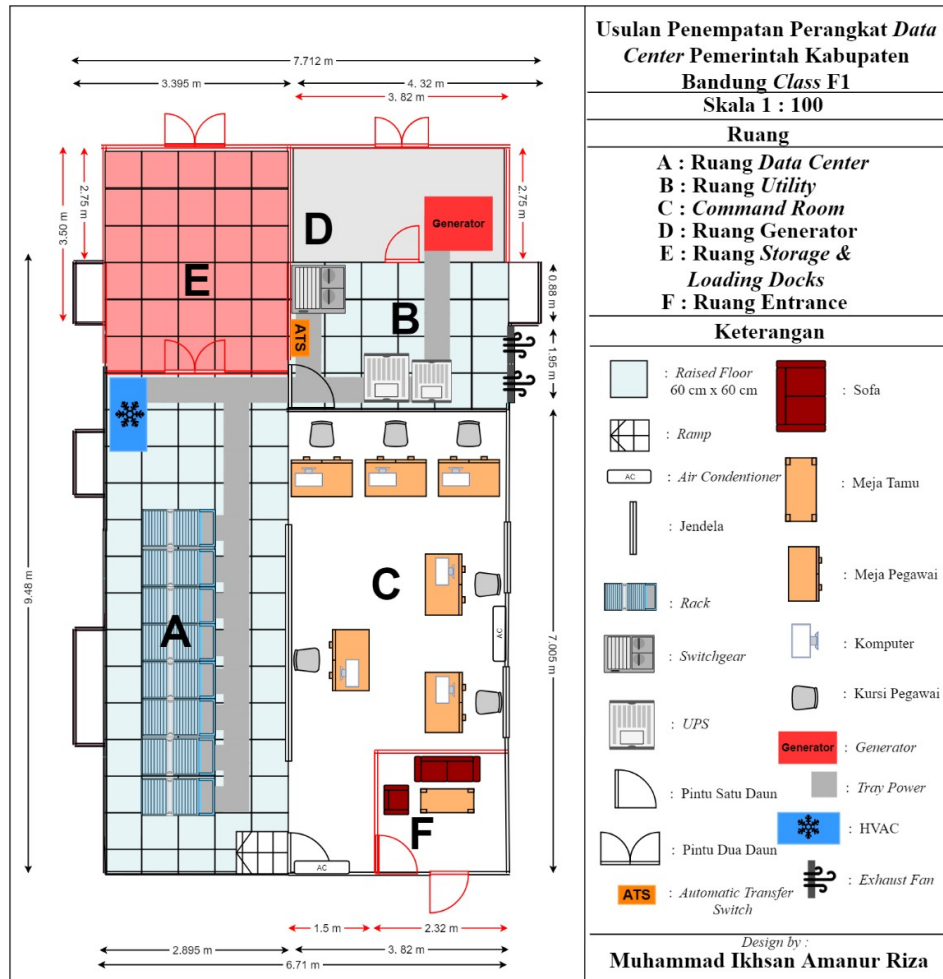 7.712 m
3.395 m
4.32 m
3. 82 m
2.75 m
3.50 m
2.75 m
D
Generator
E
B
ATS
0.88 m
1.95 m
9.48 m
C
A
AC
7.005 m
F
AC
1.5 m
2.32 m
2.895 m
3. 82 m
6.71 m
Usulan Penempatan Perangkat Data
Center Pemerintah Kabupaten
Bandung Class F1
Skala 1 : 100
Ruang
A : Ruang Data Center
B : Ruang Utility
C : Command Room
D : Ruang Generator
E : Ruang Storage &
Loading Docks
F : Ruang Entrance
Keterangan
: Raised Floor
60 cm x 60 cm
: Sofa
: Ramp
AC : Air Condentioner
: Meja Tamu
: Jendela
: Meja Pegawai
: Rack
: Komputer
: Switchgear
: Kursi Pegawai
: UPS
Generator : Generator
: Pintu Satu Daun
: Tray Power
: HVAC
: Pintu Dua Daun
: Exhaust Fan
ATS : Automatic Transfer
Switch
Design by :
Muhammad Ikhsan Amanur Riza